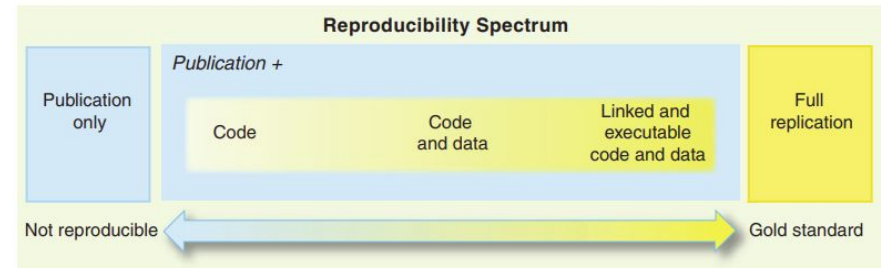 Reproducibility Spectrum
Publication +
Publication
only
Code
Code
and data
Linked and
executable
code and data
Full
replication
Not reproducible
Gold standard